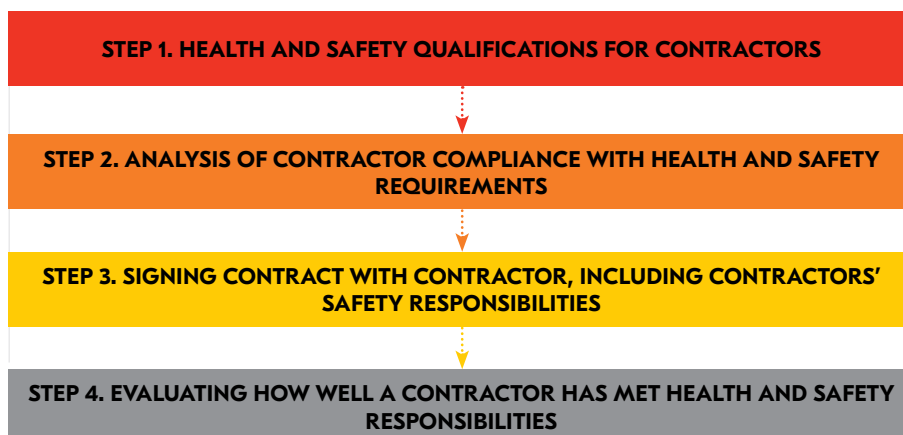 STEP 1. HEALTH AND SAFETY QUALIFICATIONS FOR CONTRACTORS
STEP 2. ANALYSIS OF CONTRACTOR COMPLIANCE WITH HEALTH AND SAFETY
REQUIREMENTS
STEP 3. SIGNING CONTRACT WITH CONTRACTOR, INCLUDING CONTRACTORS’
SAFETY RESPONSIBILITIES
STEP 4. EVALUATING HOW WELL A CONTRACTOR HAS MET HEALTH AND SAFETY
RESPONSIBILITIES